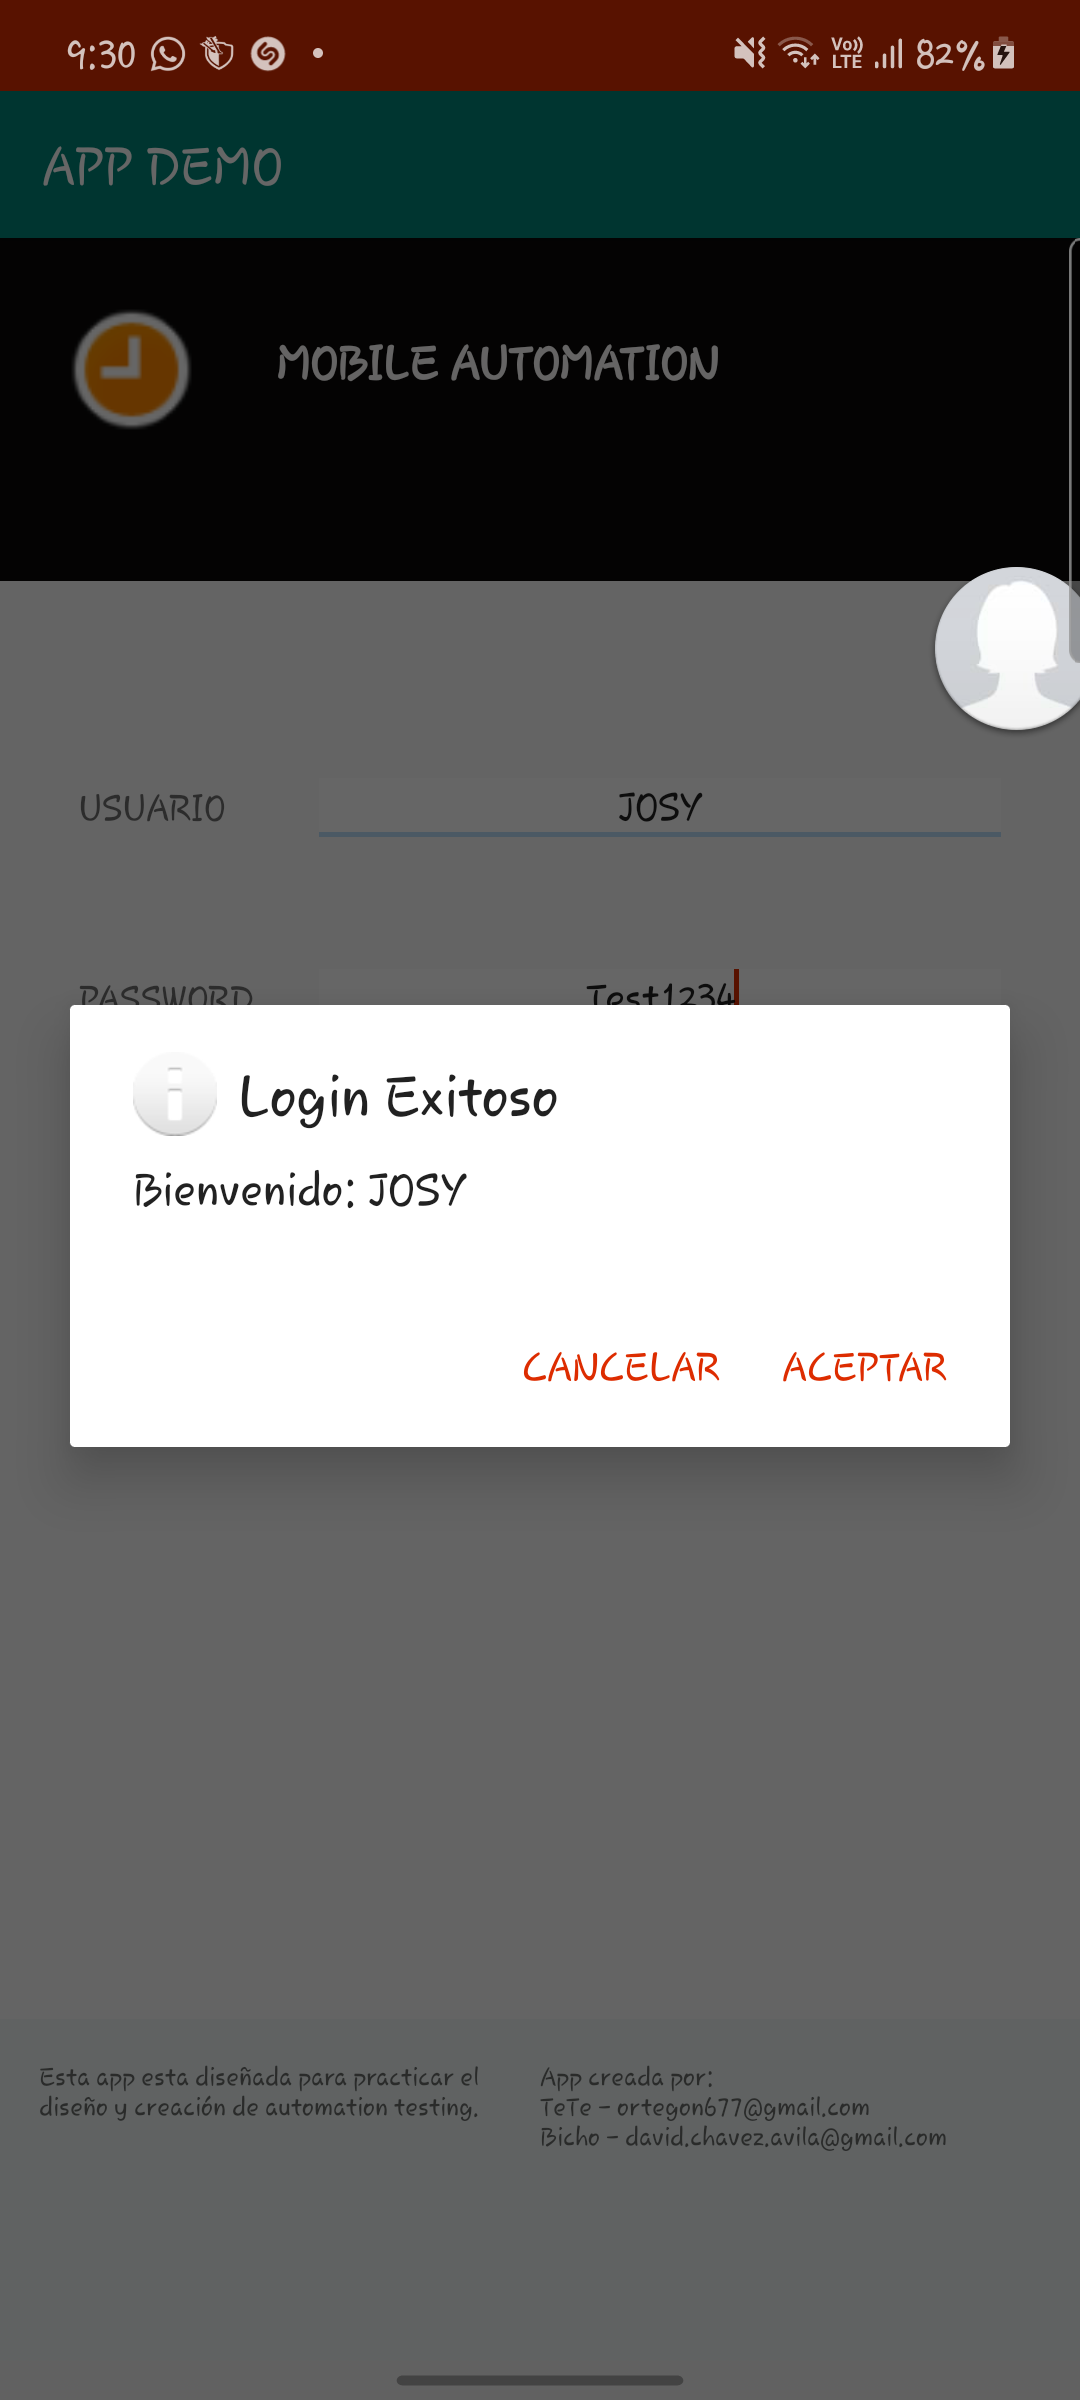 9:30
Vo)) LTE
82%
APP DEMO
MOBILE AUTOMATION
USUARIO
JOSY
PASSWORD
Test1234
Login Exitoso
Bienvenido: JOSY
CANCELAR
ACEPTAR
Esta app esta diseñada para practicar el
diseño y creación de automation testing.
App creada por:
TeTe - ortegon677@gmail.com
Bicho - david.chavez.avila@gmail.com